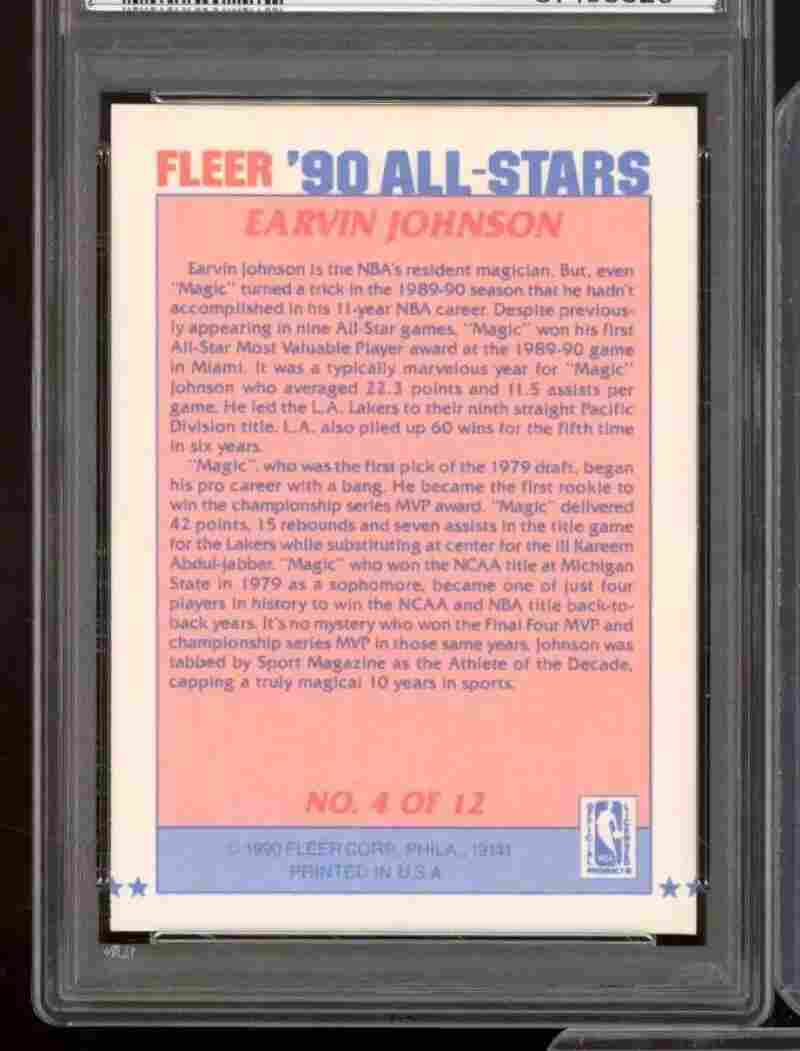 FLEER '90 ALL-STARS
EARVIN JOHNSON
Earvin Johnson is the NBA's resident magician. But, even
"Magic" turned a trick in the 1989-90 season that he hadn't
accomplished in his 11-year NBA career. Despite previous-
ly appearing in nine All-Star games, "Magic" won his first
All-Star Most Valuable Player award at the 1989-90 game
in Miami. It was a typically marvelous year for "Magic"
Johnson who averaged 22.3 points and 11.5 assists per
game. He led the L.A. Lakers to their ninth straight Pacific
Division title. L.A. also piled up 60 wins for the fifth time
in six years.
"Magic", who was the first pick of the 1979 draft, began
his pro career with a bang. He became the first rookie to
win the championship series MVP award. "Magic" delivered
42 points, 15 rebounds and seven assists in the title game
for the Lakers while substituting at center for the ill Kareem
Abdul-Jabbar. "Magic" who won the NCAA title at Michigan
State in 1979 as a sophomore, became one of just four
players in history to win the NCAA and NBA title back-to-
back years. It's no mystery who won the Final Four MVP and
championship series MVP in those same years. Johnson was
tabbed by Sport Magazine as the Athlete of the Decade,
capping a truly magical 10 years in sports.
NO. 4 OF 12
© 1990 FLEER CORP., PHILA., 19141
PRINTED IN U.S.A.
OFFICIAL LICENSED
PRODUCT